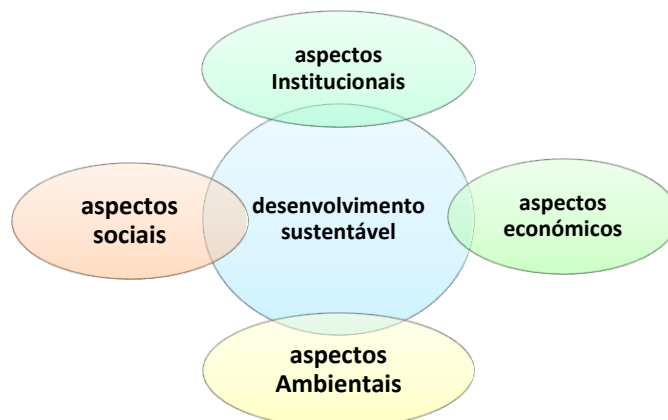 aspectos
Institucionais
aspectos
sociais
desenvolvimento
sustentável
aspectos
económicos
aspectos
Ambientais